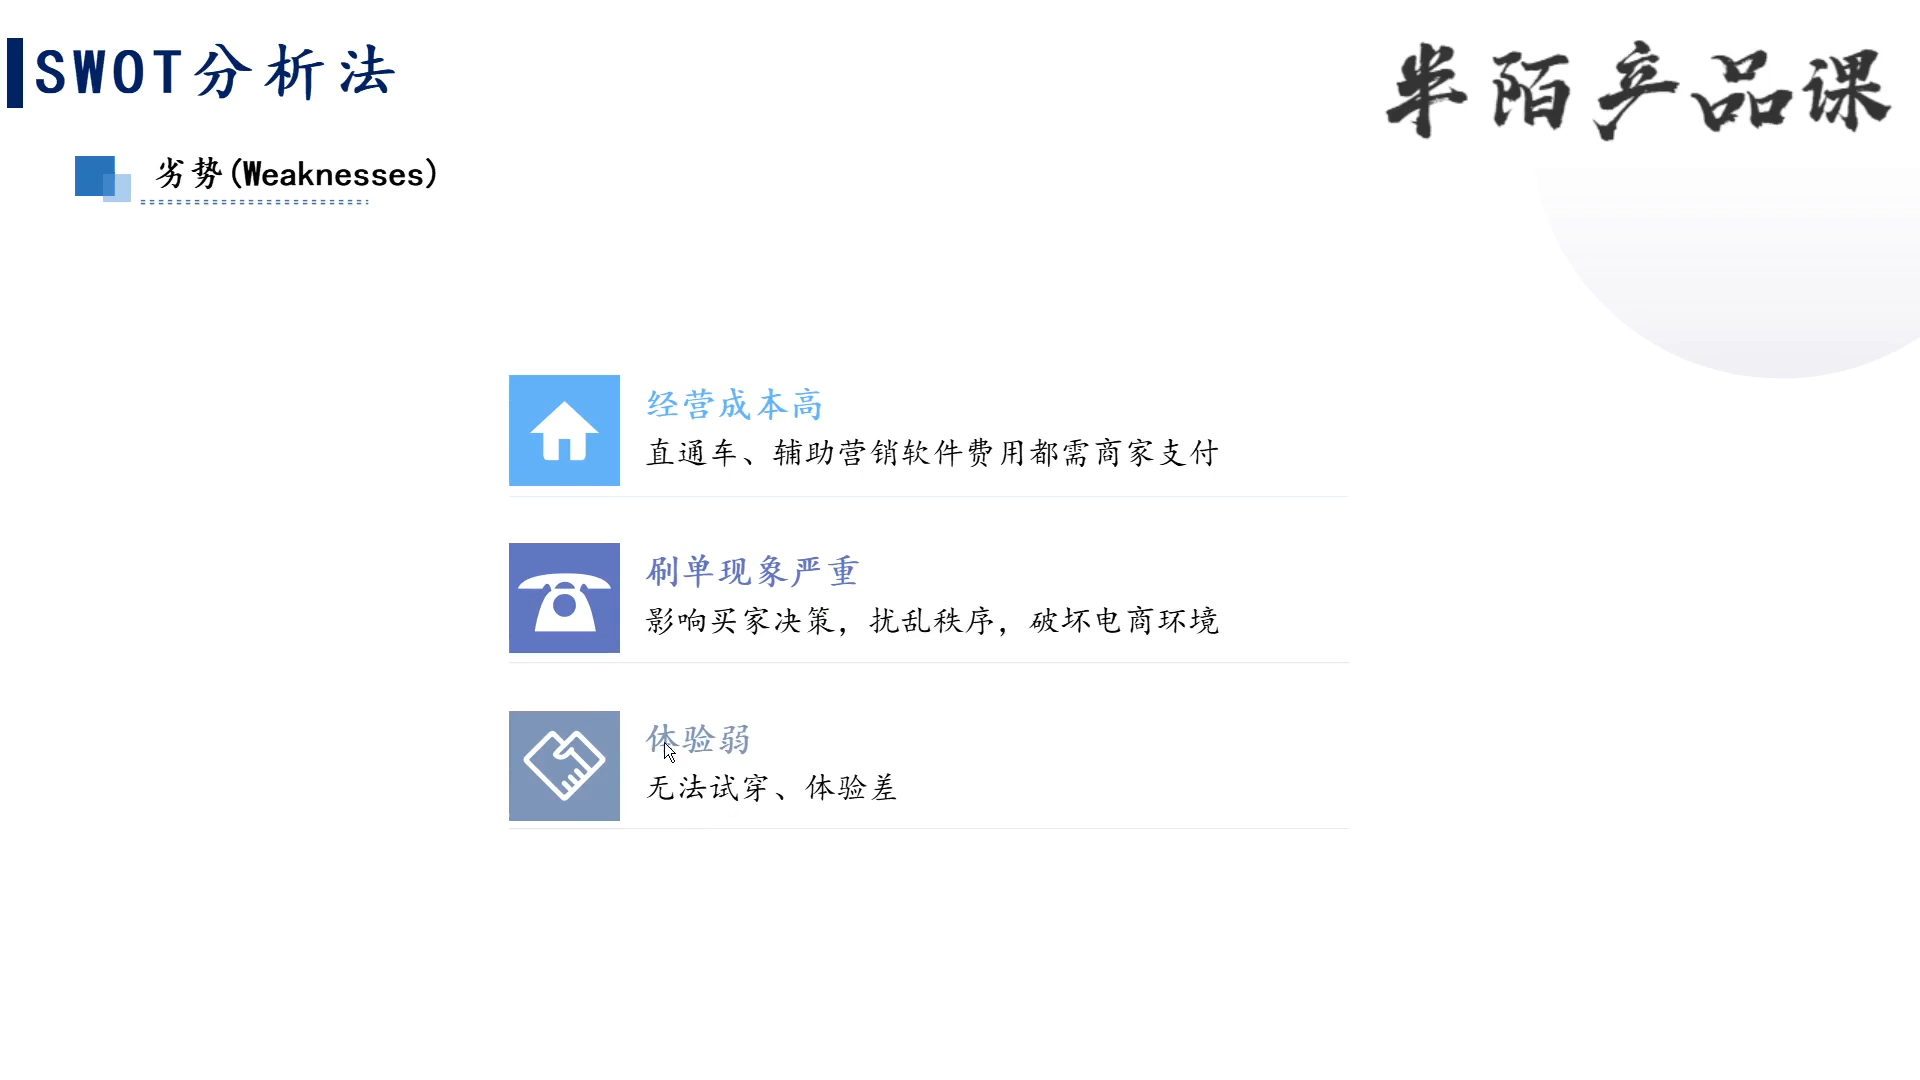 SWOT分析法
半陌产品课
劣势(Weaknesses)
经营成本高
直通车、辅助营销软件费用都需商家支付
刷单现象严重
影响买家决策，扰乱秩序，破坏电商环境
体验弱
无法试穿、体验差